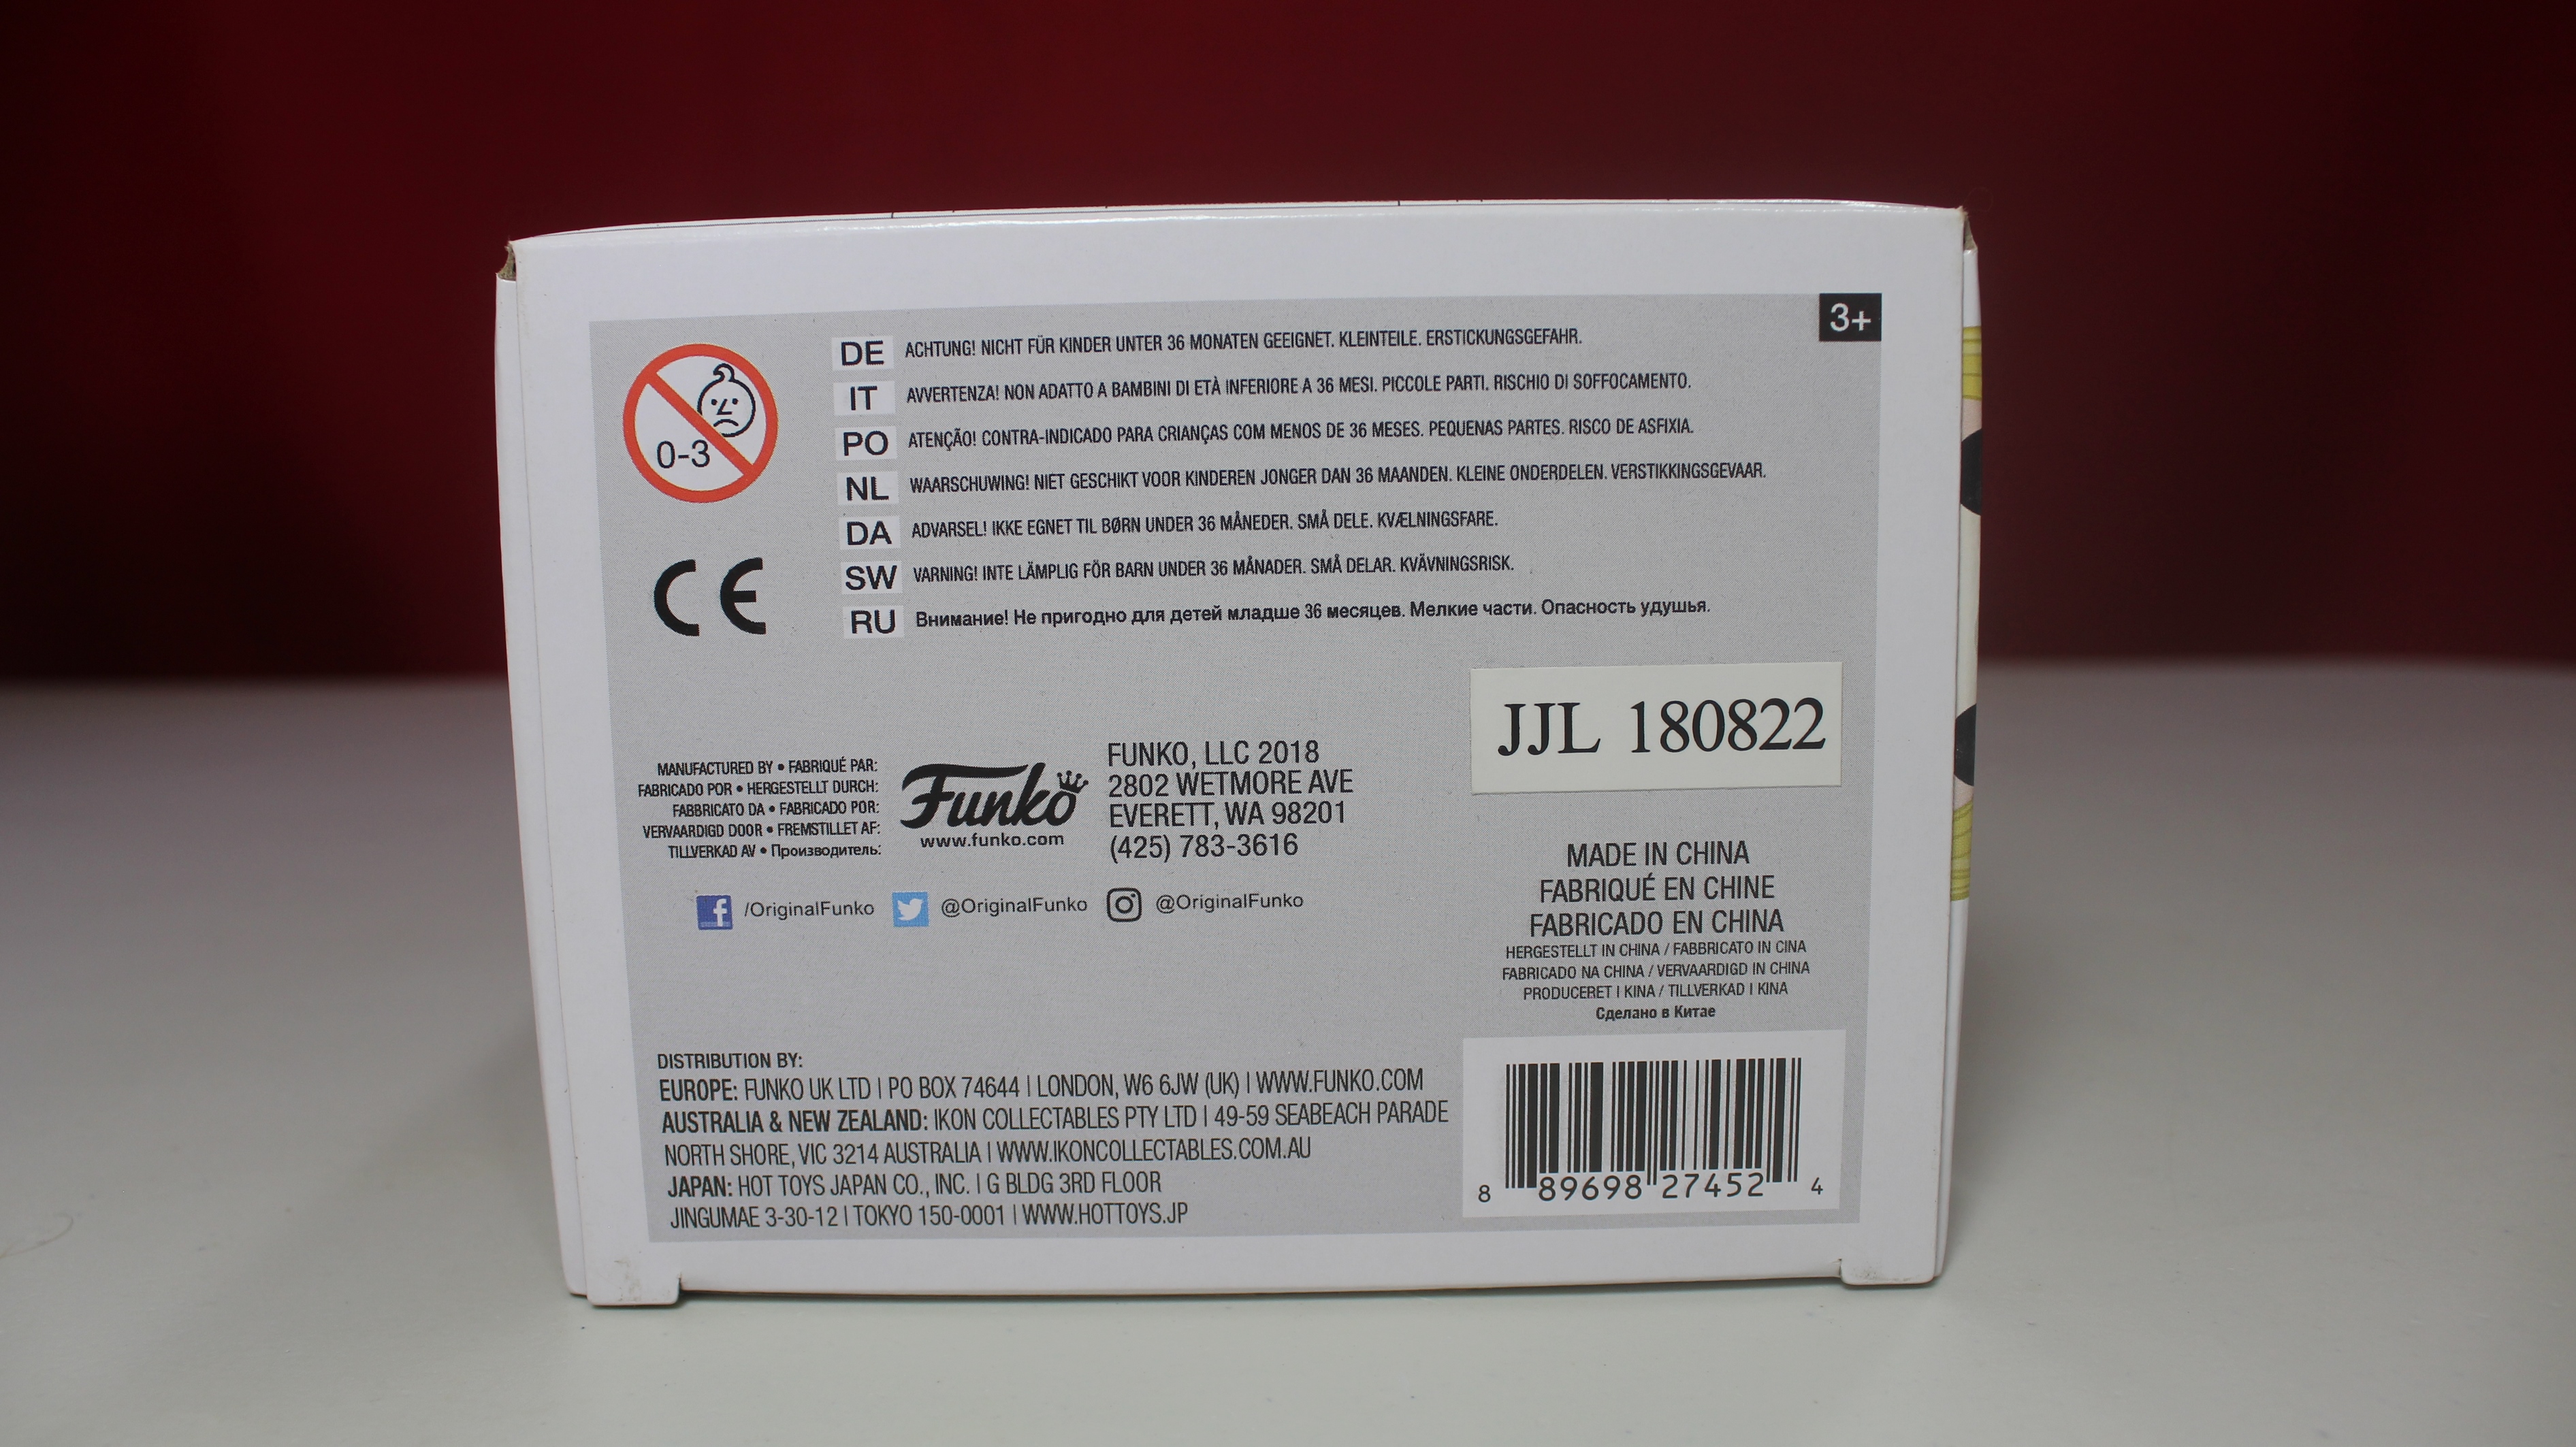 3+
0-3
DE ACHTUNG! NICHT FÜR KINDER UNTER 36 MONATEN GEEIGNET. KLEINTEILE. ERSTICKUNGSGEFAHR.
IT AVVERTENZA! NON ADATTO A BAMBINI DI ETÀ INFERIORE A 36 MESI. PICCOLE PARTI. RISCHIO DI SOFFOCAMENTO.
PO ATENÇÃO! CONTRA-INDICADO PARA CRIANÇAS COM MENOS DE 36 MESES. PEQUENAS PARTES. RISCO DE ASFIXIA.
NL WAARSCHUWING! NIET GESCHIKT VOOR KINDEREN JONGER DAN 36 MAANDEN. KLEINE ONDERDELEN. VERSTIKKINGSGEVAAR.
DA ADVARSEL! IKKE EGNET TIL BØRN UNDER 36 MÅNEDER. SMÅ DELE. KVÆLNINGSFARE.
SW VARNING! INTE LÄMPLIG FÖR BARN UNDER 36 MÅNADER. SMÅ DELAR. KVÄVNINGSRISK.
RU Внимание! Не пригодно для детей младше 36 месяцев. Мелкие части. Опасность удушья.
CE
JJL 180822
MANUFACTURED BY • FABRIQUÉ PAR:
FABRICADO POR • HERGESTELLT DURCH:
FABBRICATO DA • FABRICADO POR:
VERVAARDIGD DOOR • FREMSTILLET AF:
TILLVERKAD AV • Производитель:
Funko
www.funko.com
FUNKO, LLC 2018
2802 WETMORE AVE
EVERETT, WA 98201
(425) 783-3616
/OriginalFunko @OriginalFunko @OriginalFunko
MADE IN CHINA
FABRIQUÉ EN CHINE
FABRICADO EN CHINA
HERGESTELLT IN CHINA / FABBRICATO IN CINA
FABRICADO NA CHINA / VERVAARDIGD IN CHINA
PRODUCERET I KINA / TILLVERKAD I KINA
Сделано в Китае
DISTRIBUTION BY:
EUROPE: FUNKO UK LTD | PO BOX 74644 | LONDON, W6 6JW (UK) | WWW.FUNKO.COM
AUSTRALIA & NEW ZEALAND: IKON COLLECTABLES PTY LTD | 49-59 SEABEACH PARADE
NORTH SHORE, VIC 3214 AUSTRALIA | WWW.IKONCOLLECTABLES.COM.AU
JAPAN: HOT TOYS JAPAN CO., INC. | G BLDG 3RD FLOOR
JINGUMAE 3-30-12 | TOKYO 150-0001 | WWW.HOTTOYS.JP
8 89698 27452 4